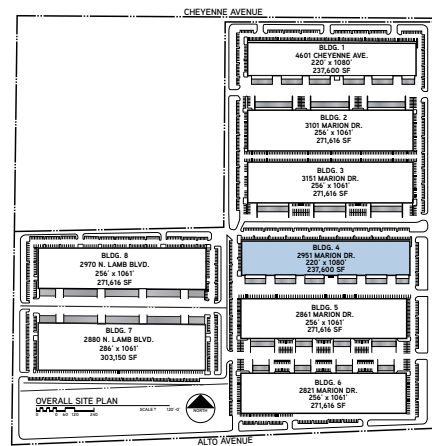 CHEYENNE AVENUE
BLDG. 1
4601 CHEYENNE AVE.
220' x 1080'
237,600 SF
BLDG. 2
3101 MARION DR.
256' x 1061'
271,616 SF
BLDG. 3
3151 MARION DR.
256' x 1061'
271,616 SF
BLDG. 4
2951 MARION DR.
220' x 1080'
237,600 SF
BLDG. 8
2970 N. LAMB BLVD.
256' x 1061'
271,616 SF
BLDG. 5
2861 MARION DR.
256' x 1061'
271,616 SF
BLDG. 7
2880 N. LAMB BLVD.
286' x 1061'
303,150 SF
BLDG. 6
2821 MARION DR.
256' x 1061'
271,616 SF
OVERALL SITE PLAN
0 60 120 240
NORTH
ALTO AVENUE